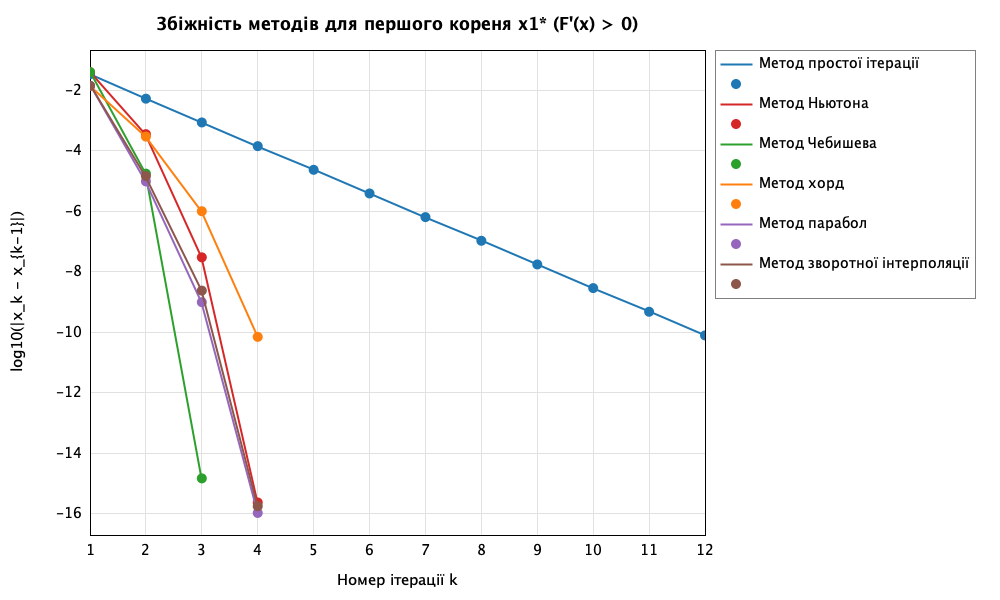 Збіжність методів для першого кореня x1* (F'(x) > 0)
log10(|x_k − x_{k−1}|)
−2
−4
−6
−8
−10
−12
−14
−16
1 2 3 4 5 6 7 8 9 10 11 12
Номер ітерації k
Метод простої ітерації
Метод Ньютона
Метод Чебишева
Метод хорд
Метод парабол
Метод зворотної інтерполяції